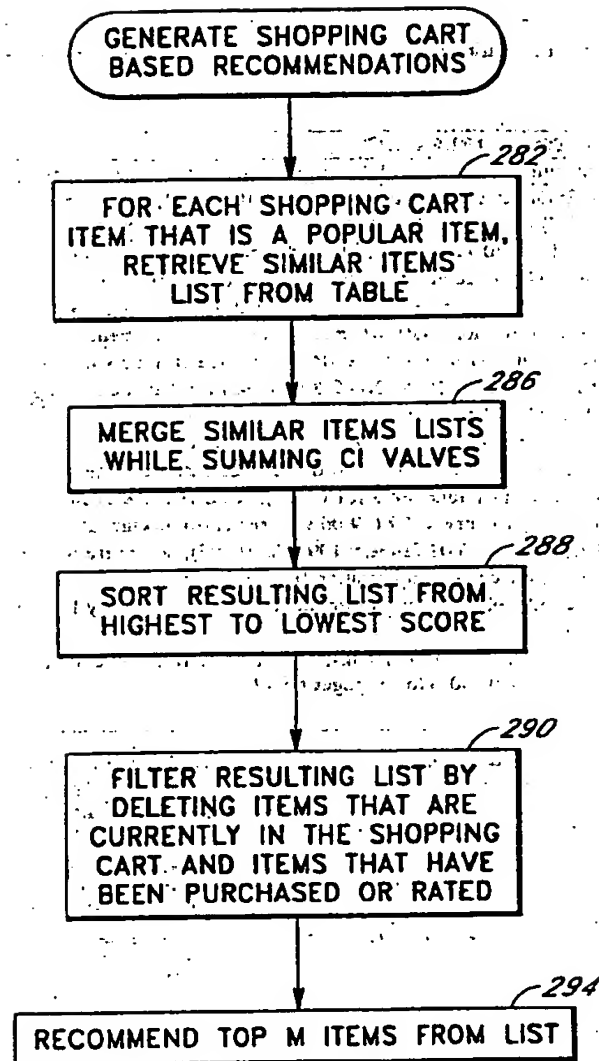 GENERATE SHOPPING CART
BASED RECOMMENDATIONS
282
FOR EACH SHOPPING CART
ITEM THAT IS A POPULAR ITEM,
RETRIEVE SIMILAR ITEMS
LIST FROM TABLE
286
MERGE SIMILAR ITEMS LISTS
WHILE SUMMING CI VALVES
288
SORT RESULTING LIST FROM
HIGHEST TO LOWEST SCORE
290
FILTER RESULTING LIST BY
DELETING ITEMS THAT ARE
CURRENTLY IN THE SHOPPING
CART AND ITEMS THAT HAVE
BEEN PURCHASED OR RATED
294
RECOMMEND TOP M ITEMS FROM LIST